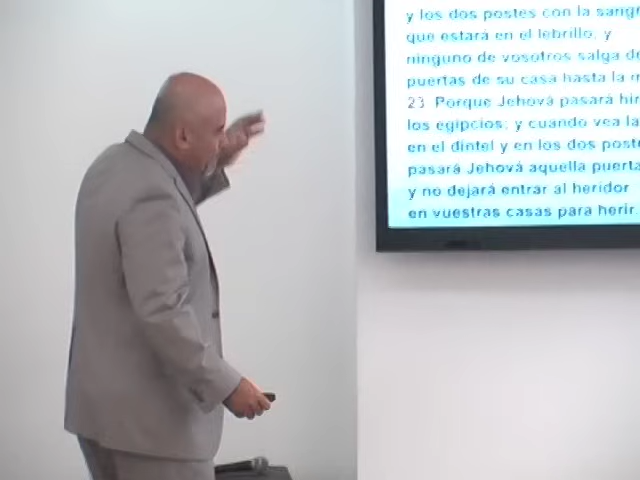 y los dos postes con la sangr
que estará en el lebrillo; y
ninguno de vosotros salga de
puertas de su casa hasta la m
23 Porque Jehová pasará hir
los egipcios; y cuando vea la
en el dintel y en los dos poste
pasará Jehová aquella puerta
y no dejará entrar al heridor
en vuestras casas para herir